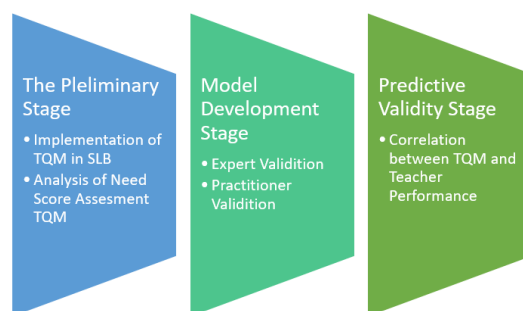 The Pleliminary
Stage
• Implementation of
TQM in SLB
• Analysis of Need
Score Assesment
TQM
Model
Development
Stage
• Expert Validition
• Practitioner
Validition
Predictive
Validity Stage
• Correlation
between TQM and
Teacher
Performance